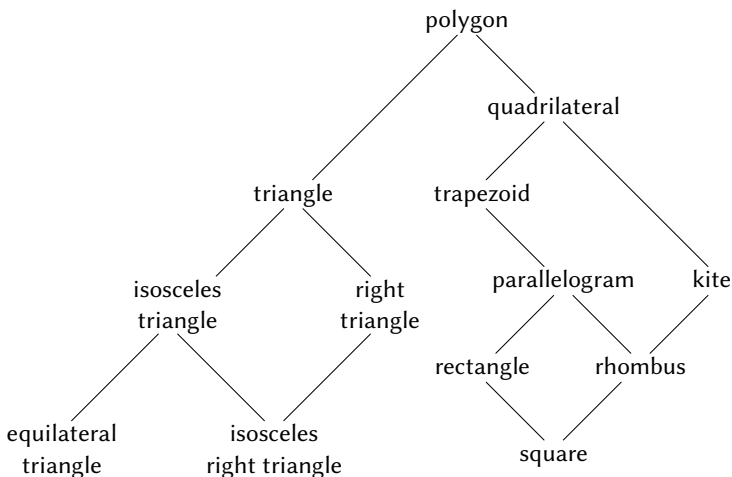 polygon
quadrilateral
triangle
trapezoid
isosceles
triangle
right
triangle
parallelogram
kite
rectangle
rhombus
equilateral
triangle
isosceles
right triangle
square